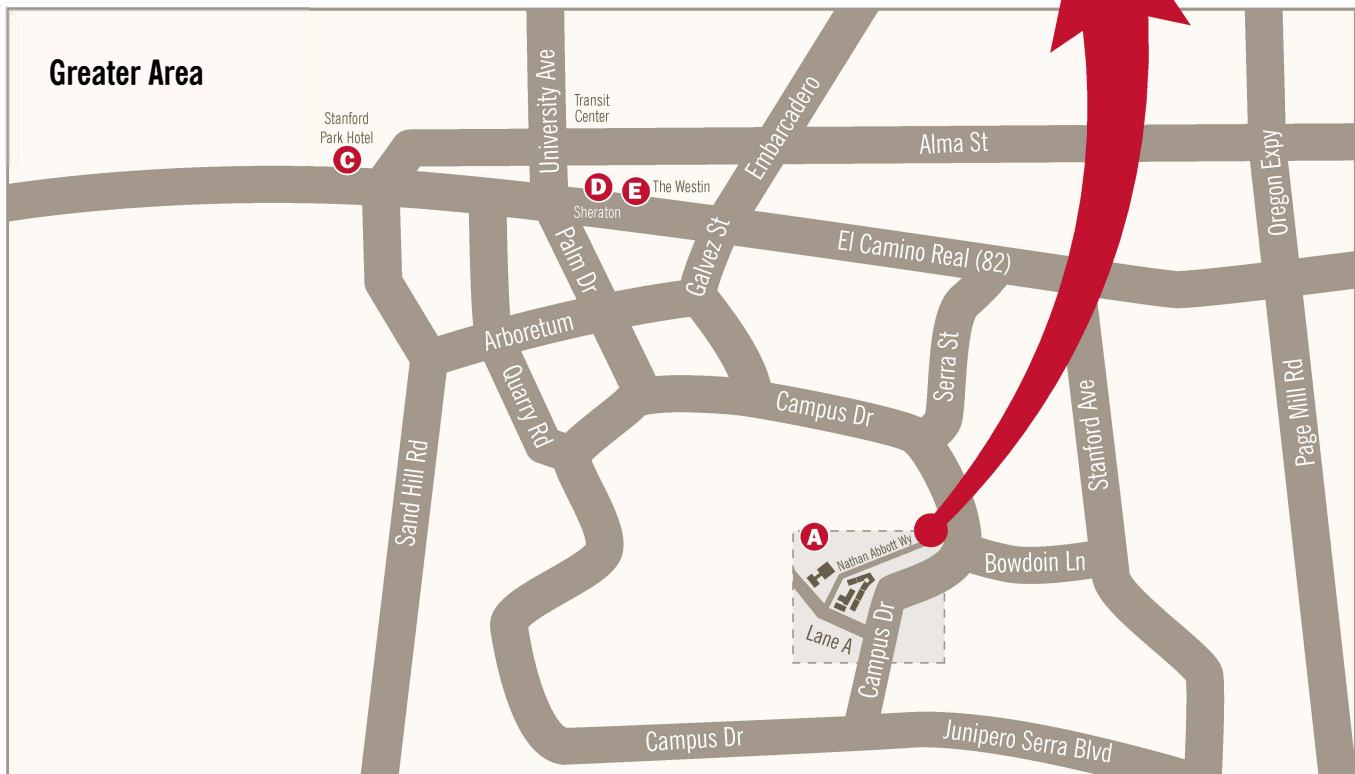 Greater Area
Stanford
Park Hotel
C
University Ave
Transit
Center
Embarcadero
Alma St
Oregon Expy
D
E
The Westin
Sheraton
Palm Dr
Galvez St
El Camino Real (82)
Arboretum
Quarry Rd
Serra St
Campus Dr
Sand Hill Rd
Stanford Ave
Page Mill Rd
A
Nathan Abbott Wy
Bowdoin Ln
Lane A
Campus Dr
Campus Dr
Junipero Serra Blvd